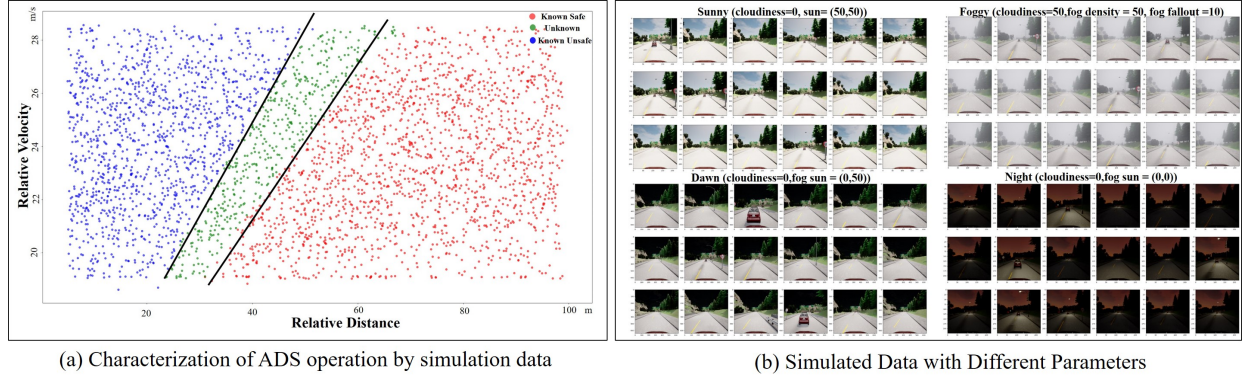 m/s
28
26
24
22
20
Relative Velocity
Known Safe
Unknown
Known Unsafe
20
40
60
80
100 m
Relative Distance
(a) Characterization of ADS operation by simulation data
Sunny (cloudiness=0, sun= (50,50))
Foggy (cloudiness=50,fog density = 50, fog fallout =10)
Dawn (cloudiness=0,fog sun = (0,50))
Night (cloudiness=0,fog sun = (0,0))
(b) Simulated Data with Different Parameters